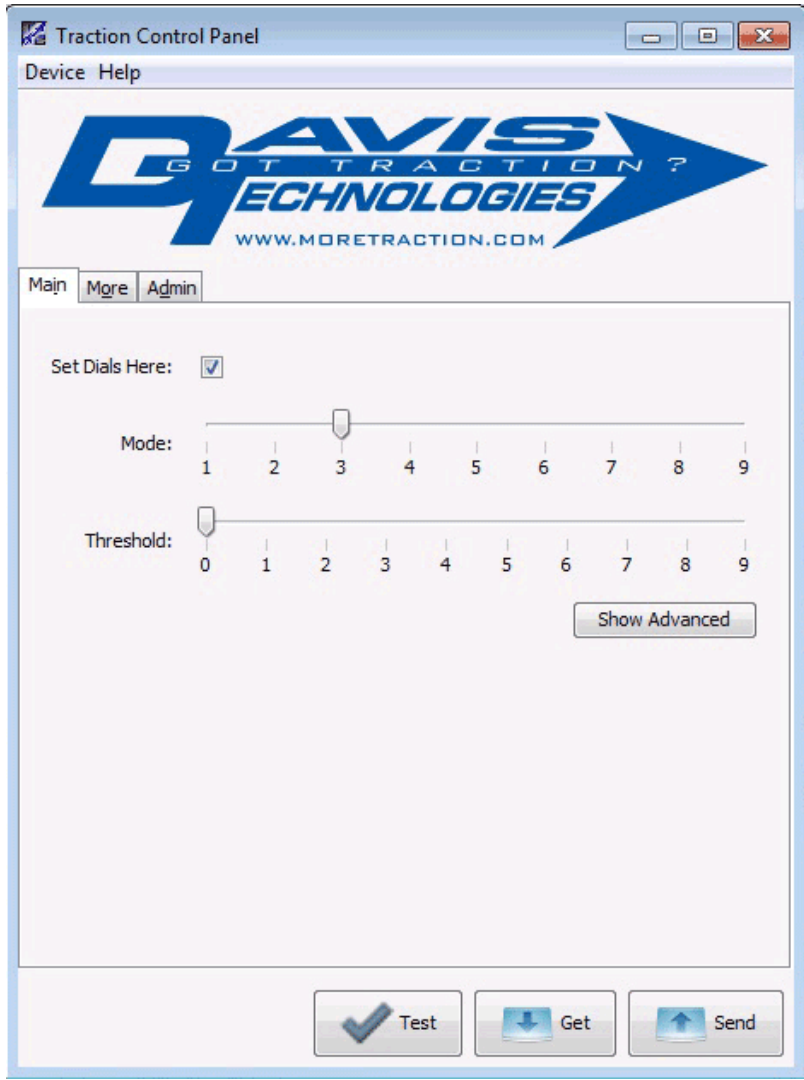 Traction Control Panel
Device Help
DAVIS
GOT TRACTION ?
TECHNOLOGIES
WWW.MORETRACTION.COM
Main More Admin
Set Dials Here:
Mode:
1 2 3 4 5 6 7 8 9
Threshold:
0 1 2 3 4 5 6 7 8 9
Show Advanced
Test Get Send